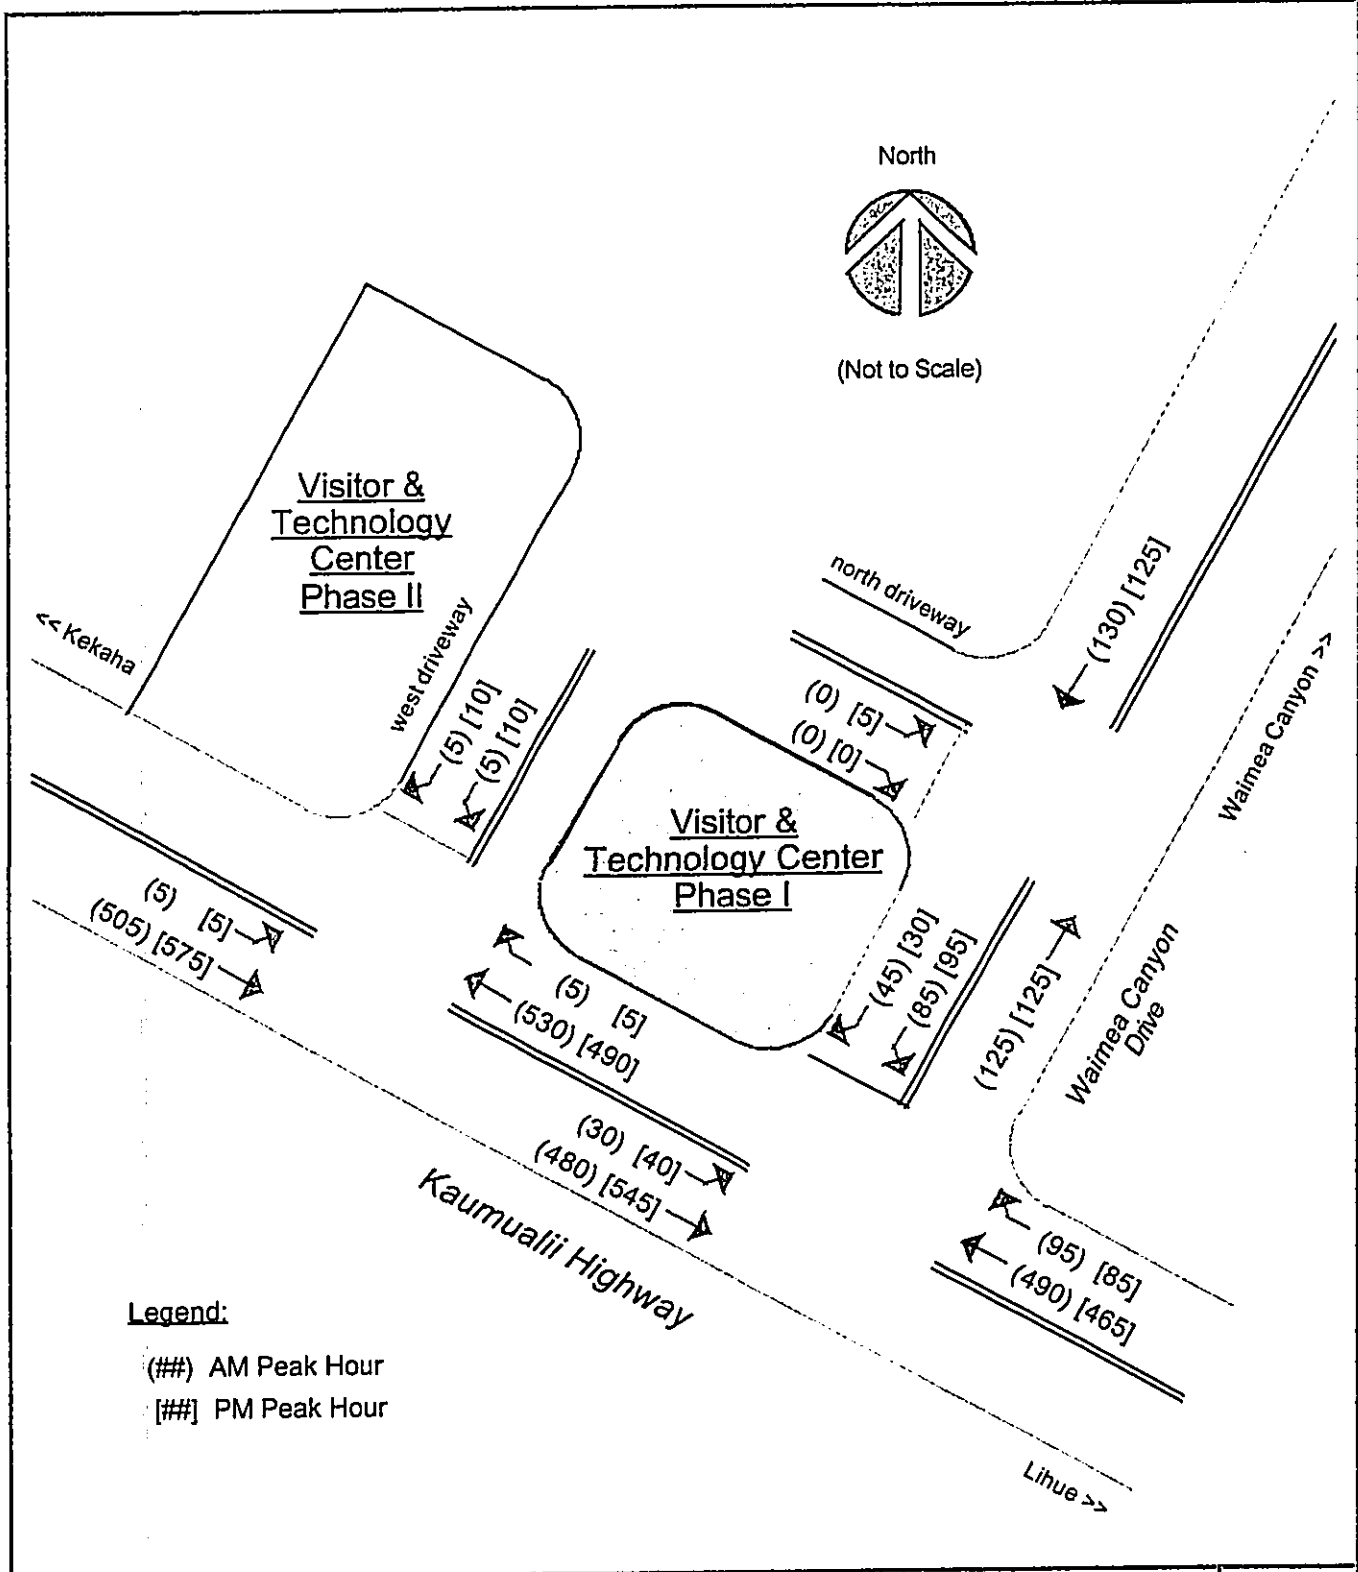 North
(Not to Scale)
Visitor &
Technology
Center
Phase II
<< Kekaha
west driveway
north driveway
(130) [125]
Waimea Canyon >>
(5) [10]
(5) [10]
(0) [5]
(0) [0]
Visitor &
Technology Center
Phase I
(5) [5]
(505) [575]
(5) [5]
(530) [490]
(45) [30]
(85) [95]
(125) [125]
Waimea Canyon
Drive
(30) [40]
(480) [545]
Kaumualii Highway
(95) [85]
(490) [465]
Legend:
(##) AM Peak Hour
[##] PM Peak Hour
Lihue >>